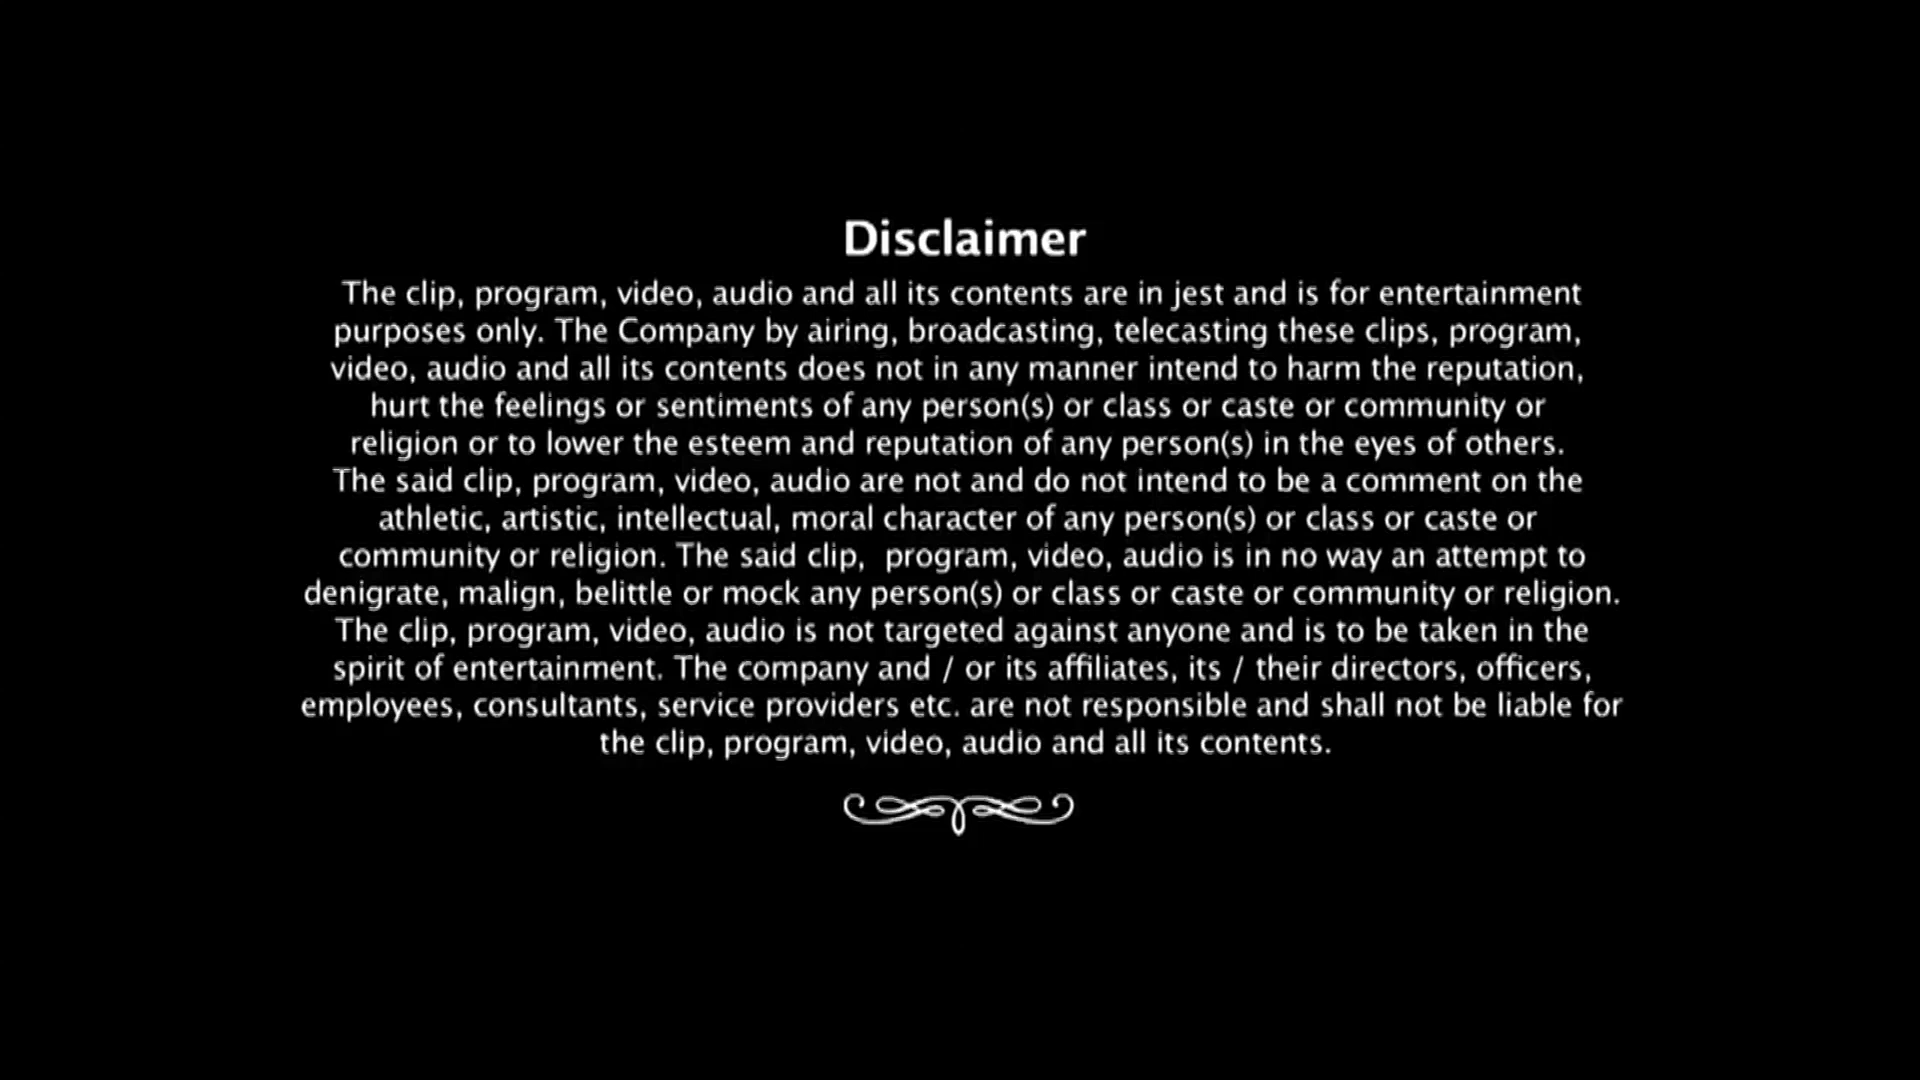 Disclaimer
The clip, program, video, audio and all its contents are in jest and is for entertainment
purposes only. The Company by airing, broadcasting, telecasting these clips, program,
video, audio and all its contents does not in any manner intend to harm the reputation,
hurt the feelings or sentiments of any person(s) or class or caste or community or
religion or to lower the esteem and reputation of any person(s) in the eyes of others.
The said clip, program, video, audio are not and do not intend to be a comment on the
athletic, artistic, intellectual, moral character of any person(s) or class or caste or
community or religion. The said clip,  program, video, audio is in no way an attempt to
denigrate, malign, belittle or mock any person(s) or class or caste or community or religion.
The clip, program, video, audio is not targeted against anyone and is to be taken in the
spirit of entertainment. The company and / or its affiliates, its / their directors, officers,
employees, consultants, service providers etc. are not responsible and shall not be liable for
the clip, program, video, audio and all its contents.